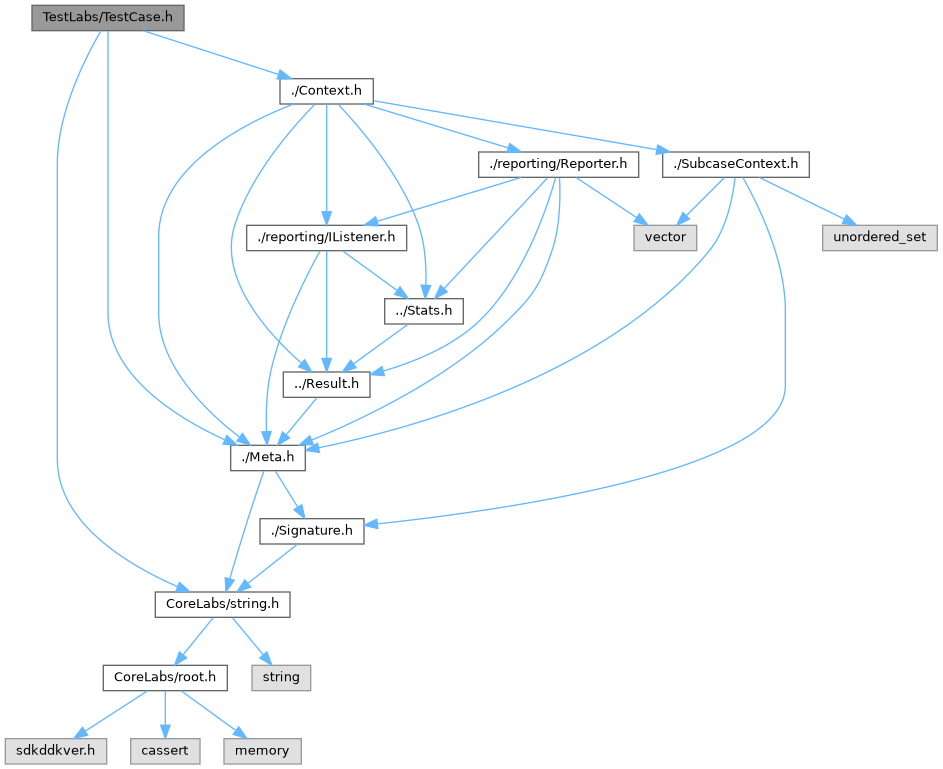 TestLabs/TestCase.h
./Context.h
./reporting/Reporter.h
./SubcaseContext.h
./reporting/IListener.h
vector
unordered_set
../Stats.h
../Result.h
./Meta.h
./Signature.h
CoreLabs/string.h
CoreLabs/root.h
string
sdkddkver.h
cassert
memory